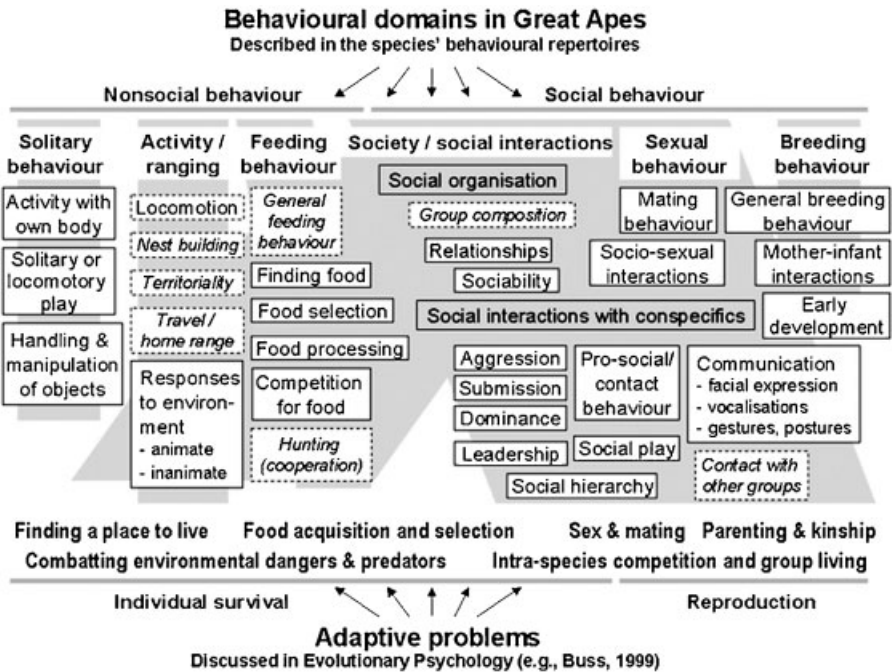 Behavioural domains in Great Apes
Described in the species' behavioural repertoires
Nonsocial behaviour
Social behaviour
Solitary
behaviour
Activity /
ranging
Feeding
behaviour
Society / social interactions
Sexual
behaviour
Breeding
behaviour
Activity with
own body
Solitary or
locomotory
play
Handling &
manipulation
of objects
Locomotion
Nest building
Territoriality
Travel /
home range
Responses
to environ-
ment
- animate
- inanimate
General
feeding
behaviour
Finding food
Food selection
Food processing
Competition
for food
Hunting
(cooperation)
Social organisation
Group composition
Relationships
Sociability
Social interactions with conspecifics
Aggression
Submission
Dominance
Leadership
Pro-social/
contact
behaviour
Social play
Social hierarchy
Mating
behaviour
Socio-sexual
interactions
General breeding
behaviour
Mother-infant
interactions
Early
development
Communication
- facial expression
- vocalisations
- gestures, postures
Contact with
other groups
Finding a place to live
Food acquisition and selection
Sex & mating
Parenting & kinship
Combatting environmental dangers & predators
Intra-species competition and group living
Individual survival
Reproduction
Adaptive problems
Discussed in Evolutionary Psychology (e.g., Buss, 1999)